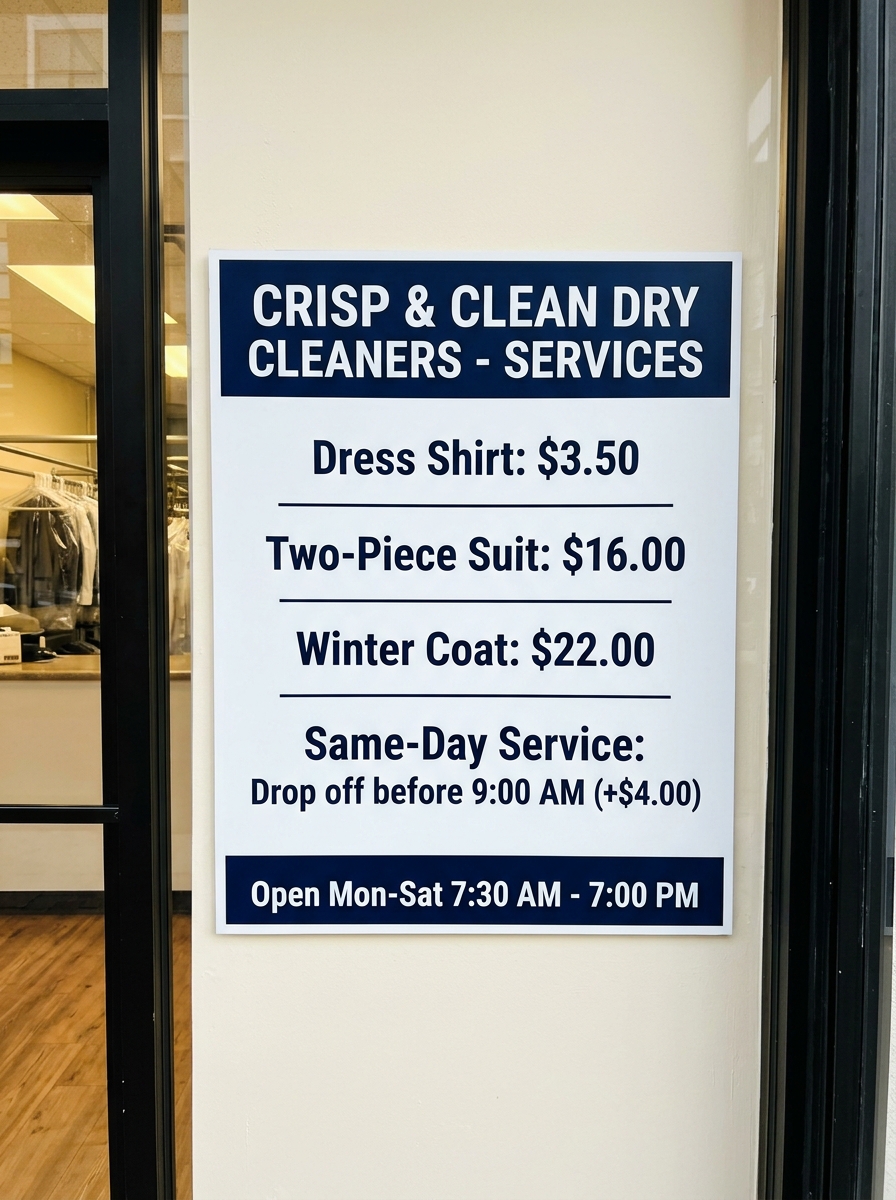 CRISP & CLEAN DRY
CLEANERS - SERVICES
Dress Shirt: $3.50
Two-Piece Suit: $16.00
Winter Coat: $22.00
Same-Day Service:
Drop off before 9:00 AM (+$4.00)
Open Mon-Sat 7:30 AM - 7:00 PM